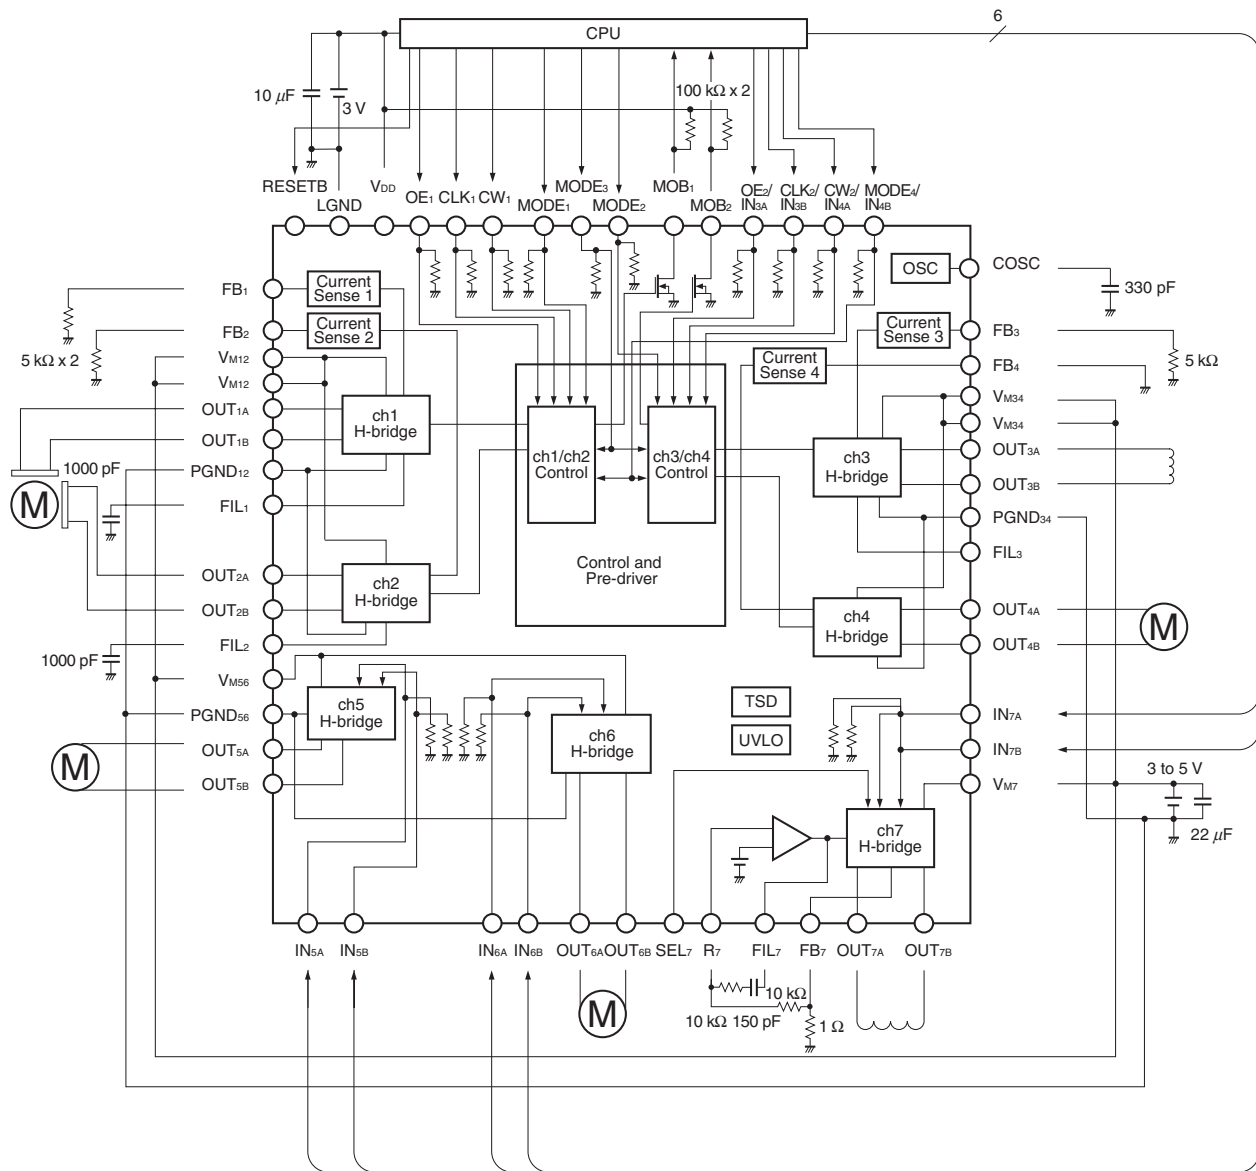 6
CPU
10 μF
3 V
100 kΩ x 2
RESETB
LGND
VDD
OE1
CLK1
CW1
MODE1
MODE3
MODE2
MOB1
MOB2
OE2/
IN3A
CLK2/
IN3B
CW2/
IN4A
MODE4/
IN4B
FB1
Current
Sense 1
OSC
COSC
330 pF
FB2
Current
Sense 2
5 kΩ x 2
Current
Sense 3
FB3
5 kΩ
VM12
VM12
Current
Sense 4
FB4
OUT1A
OUT1B
ch1
H-bridge
VM34
VM34
1000 pF
PGND12
M
FIL1
ch1/ch2
Control
ch3/ch4
Control
ch3
H-bridge
OUT3A
OUT3B
PGND34
FIL3
Control and
Pre-driver
OUT2A
OUT2B
ch2
H-bridge
ch4
H-bridge
OUT4A
OUT4B
M
1000 pF
FIL2
VM56
PGND56
ch5
H-bridge
ch6
H-bridge
TSD
UVLO
IN7A
IN7B
M
OUT5A
OUT5B
VM7
3 to 5 V
22 μF
ch7
H-bridge
IN5A
IN5B
IN6A
IN6B
OUT6A
OUT6B
SEL7
R7
FIL7
FB7
OUT7A
OUT7B
M
10 kΩ
10 kΩ 150 pF
1 Ω